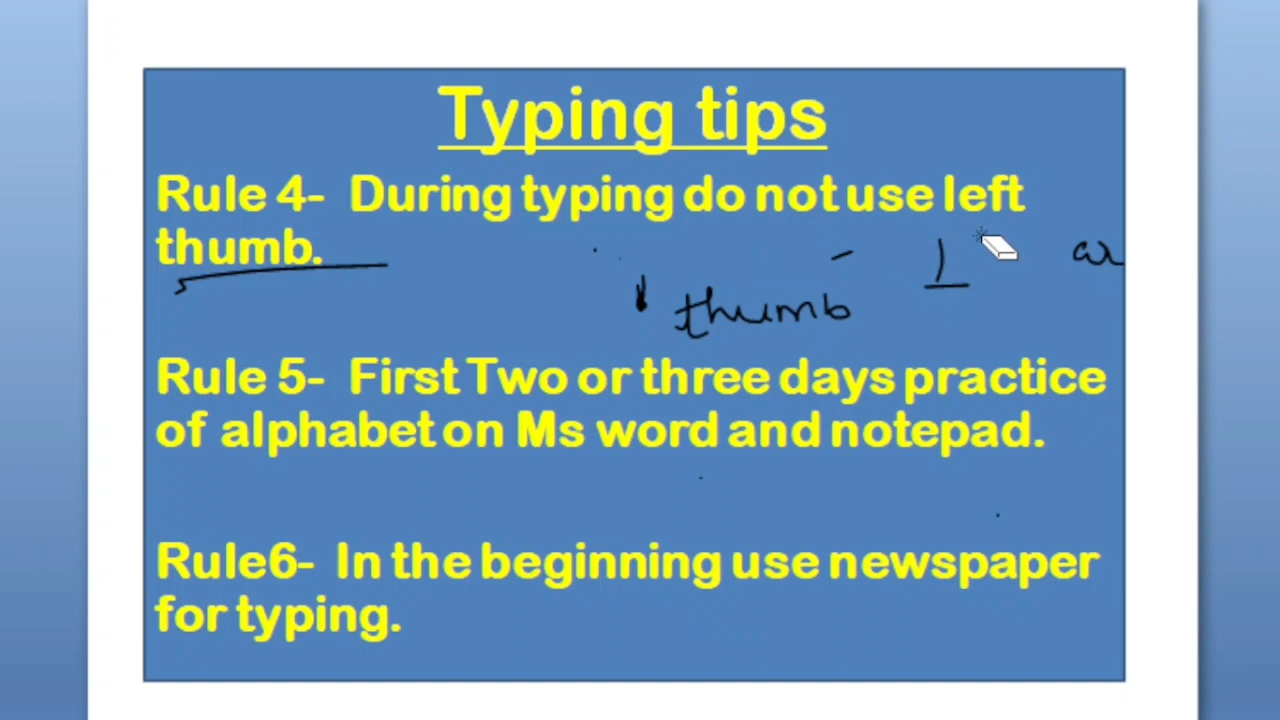 Typing tips
Rule 4- During typing do not use left
thumb.
thumb
Rule 5- First Two or three days practice
of alphabet on Ms word and notepad.
Rule6- In the beginning use newspaper
for typing.